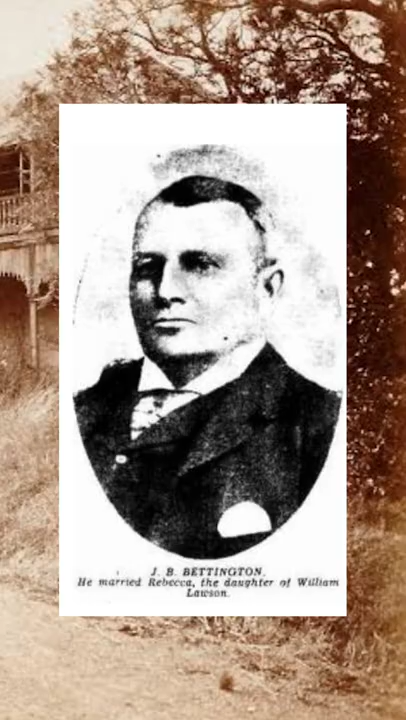 J. B. BETTINGTON.
He married Rebecca, the daughter of William
Lawson.